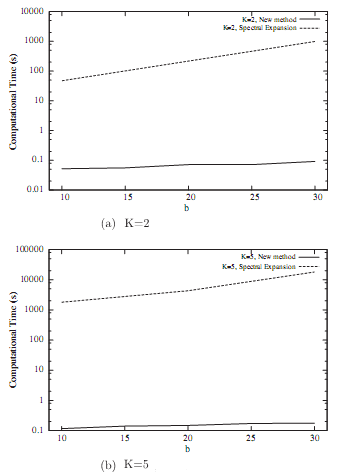 10000
K=2, New method
K=2, Spectral Expansion
1000
100
10
1
0.1
0.01
Computational Time (s)
10 15 20 25 30
b
(a) K=2
100000
K=5, New method
K=5, Spectral Expansion
10000
1000
100
10
1
0.1
Computational Time (s)
10 15 20 25 30
b
(b) K=5